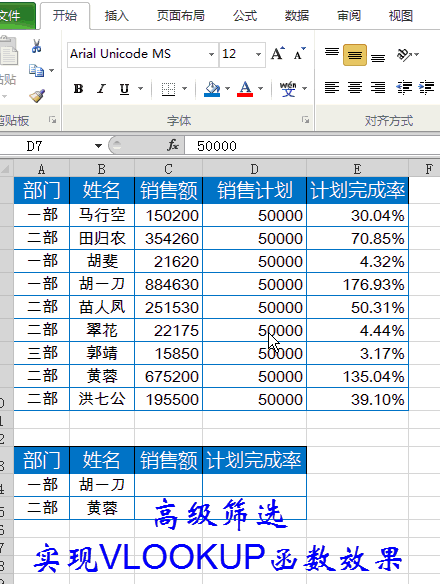 文件 开始 插入 页面布局 公式 数据 审阅 视图
Arial Unicode MS 12 A A
B I U A wén 文
字体 对齐方式
D7 fx 50000
A B C D E F
部门 姓名 销售额 销售计划 计划完成率
一部 马行空 150200 50000 30.04%
二部 田归农 354260 50000 70.85%
一部 胡斐 21620 50000 4.32%
一部 胡一刀 884630 50000 176.93%
二部 苗人凤 251530 50000 50.31%
二部 翠花 22175 50000 4.44%
三部 郭靖 15850 50000 3.17%
二部 黄蓉 675200 50000 135.04%
二部 洪七公 195500 50000 39.10%
部门 姓名 销售额 计划完成率
一部 胡一刀
二部 黄蓉
高级筛选
实现VLOOKUP函数效果